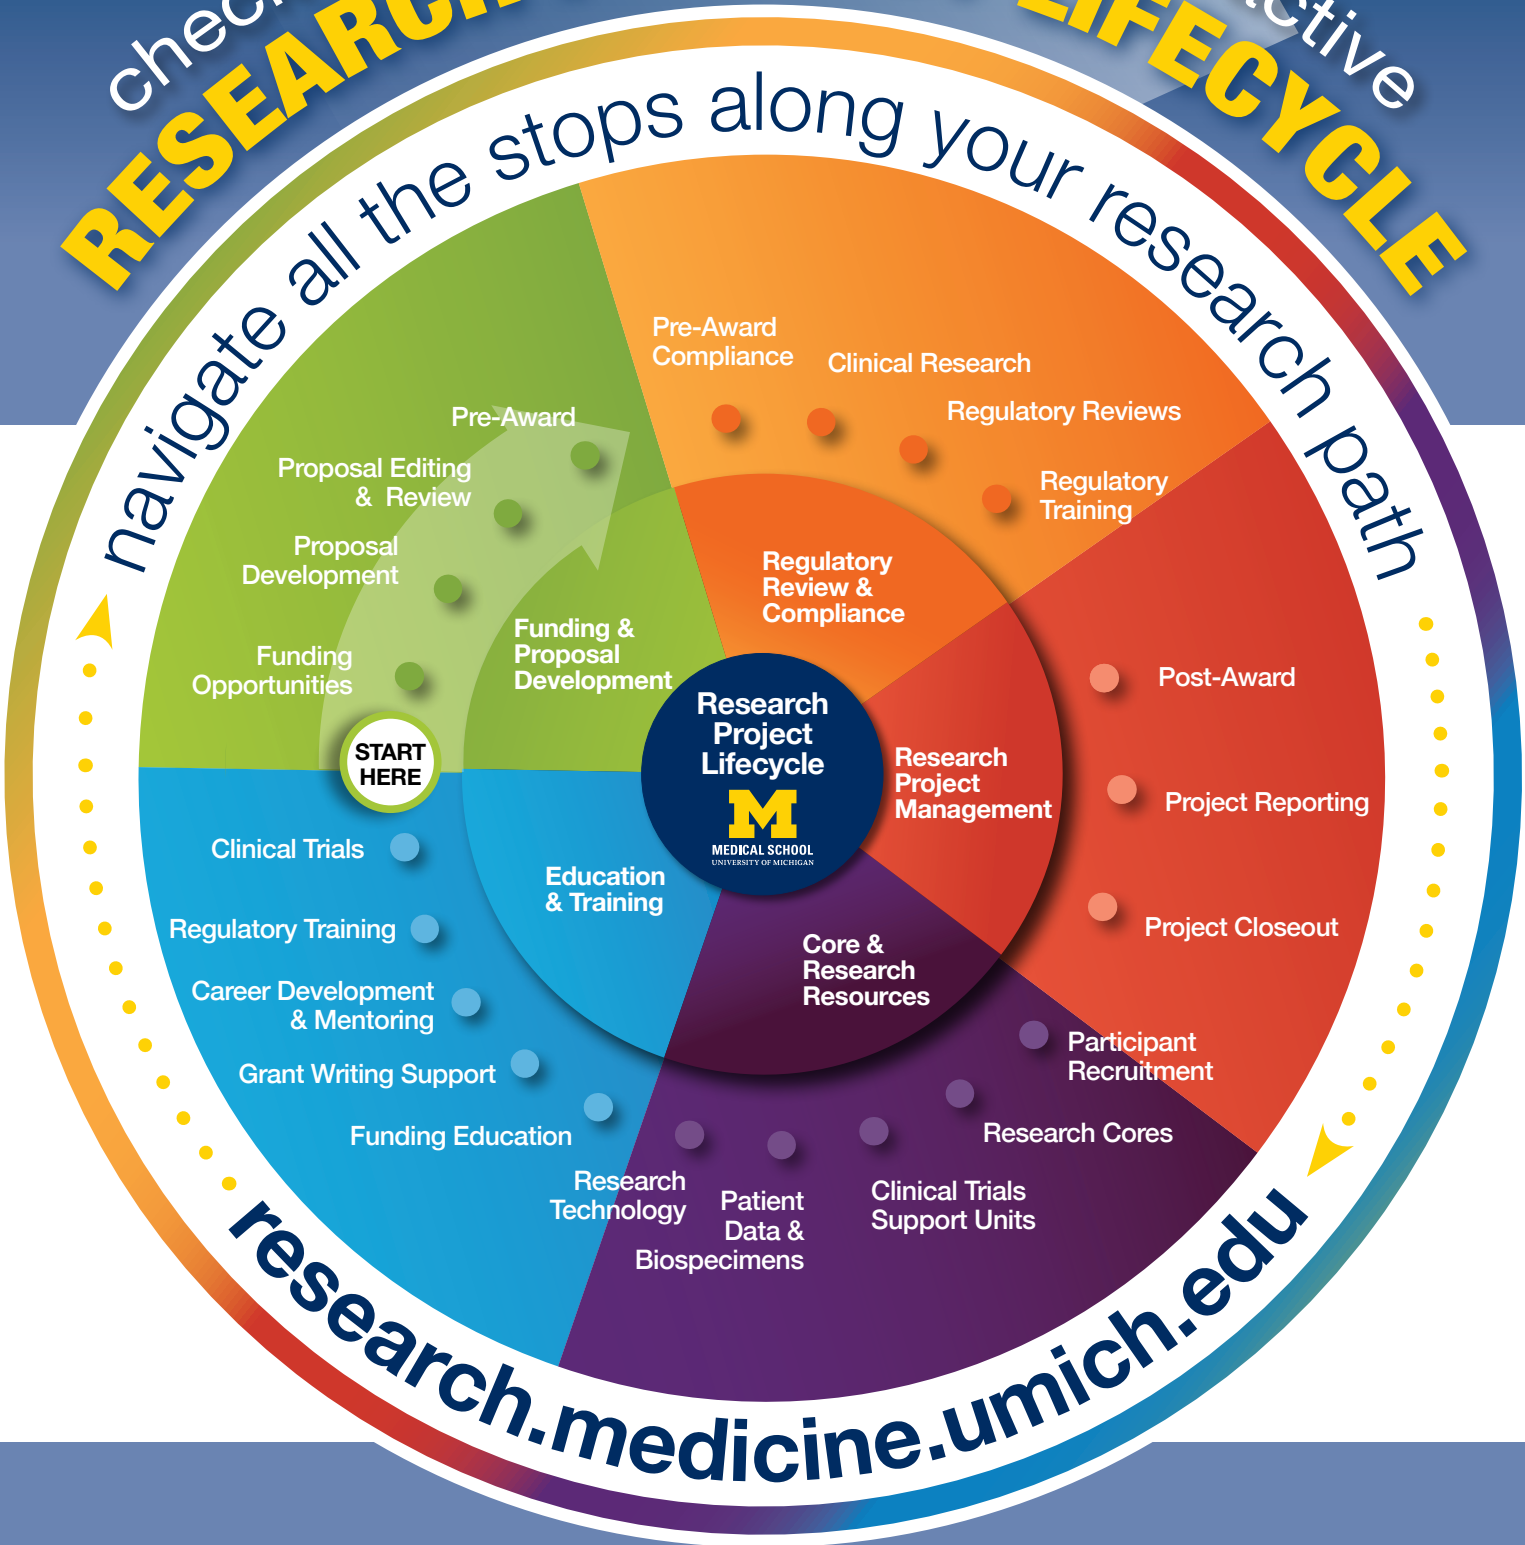 RESEARCH
LIFECYCLE
navigate all the stops along your research path
Pre-Award
Compliance
Clinical Research
Regulatory Reviews
Regulatory
Training
Pre-Award
Proposal Editing
& Review
Proposal
Development
Funding
Opportunities
START
HERE
Funding &
Proposal
Development
Regulatory
Review &
Compliance
Research
Project
Lifecycle
M
MEDICAL SCHOOL
UNIVERSITY OF MICHIGAN
Research
Project
Management
Post-Award
Project Reporting
Project Closeout
Education
& Training
Core &
Research
Resources
Clinical Trials
Regulatory Training
Career Development
& Mentoring
Grant Writing Support
Funding Education
Research
Technology
Patient
Data &
Biospecimens
Clinical Trials
Support Units
Research Cores
Participant
Recruitment
research.medicine.umich.edu